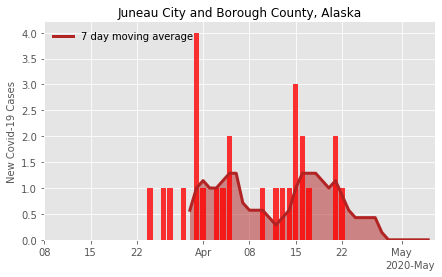 Juneau City and Borough County, Alaska
7 day moving average
New Covid-19 Cases
4.0
3.5
3.0
2.5
2.0
1.5
1.0
0.5
0.0
08 15 22 Apr 08 15 22 May
2020-May